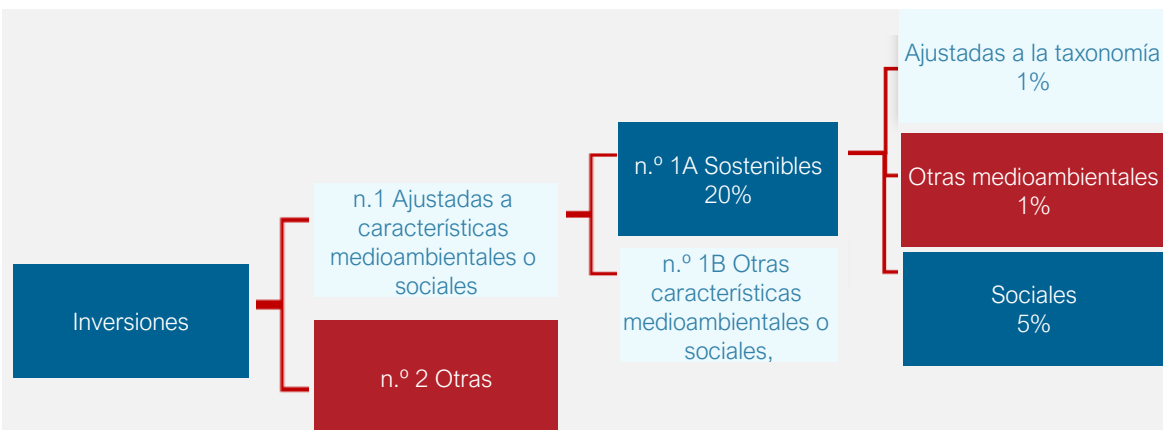 Inversiones
n.1 Ajustadas a
características
medioambientales o
sociales
n.º 2 Otras
n.º 1A Sostenibles
20%
n.º 1B Otras
características
medioambientales o
sociales,
Ajustadas a la taxonomía
1%
Otras medioambientales
1%
Sociales
5%